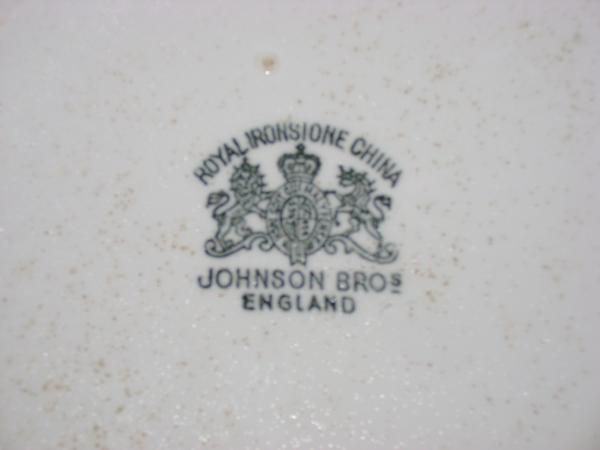 ROYAL IRONSTONE CHINA
JOHNSON BROS
ENGLAND